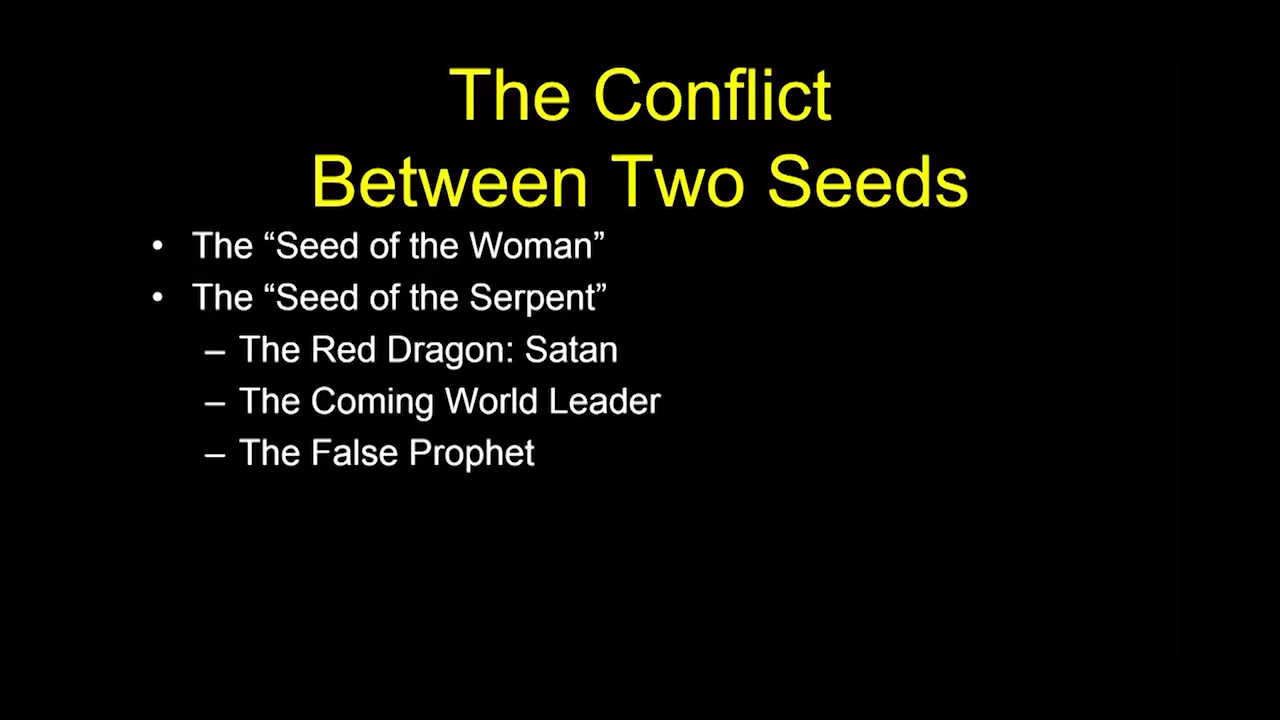 The Conflict
Between Two Seeds
• The “Seed of the Woman”
• The “Seed of the Serpent”
– The Red Dragon: Satan
– The Coming World Leader
– The False Prophet